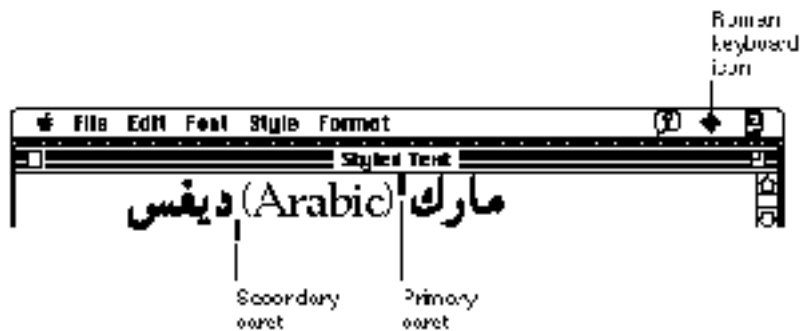 Roman
keyboard
icon
File Edit Font Style Format
Styled Text
مارك (Arabic) ديفس
Secondary
caret
Primary
caret